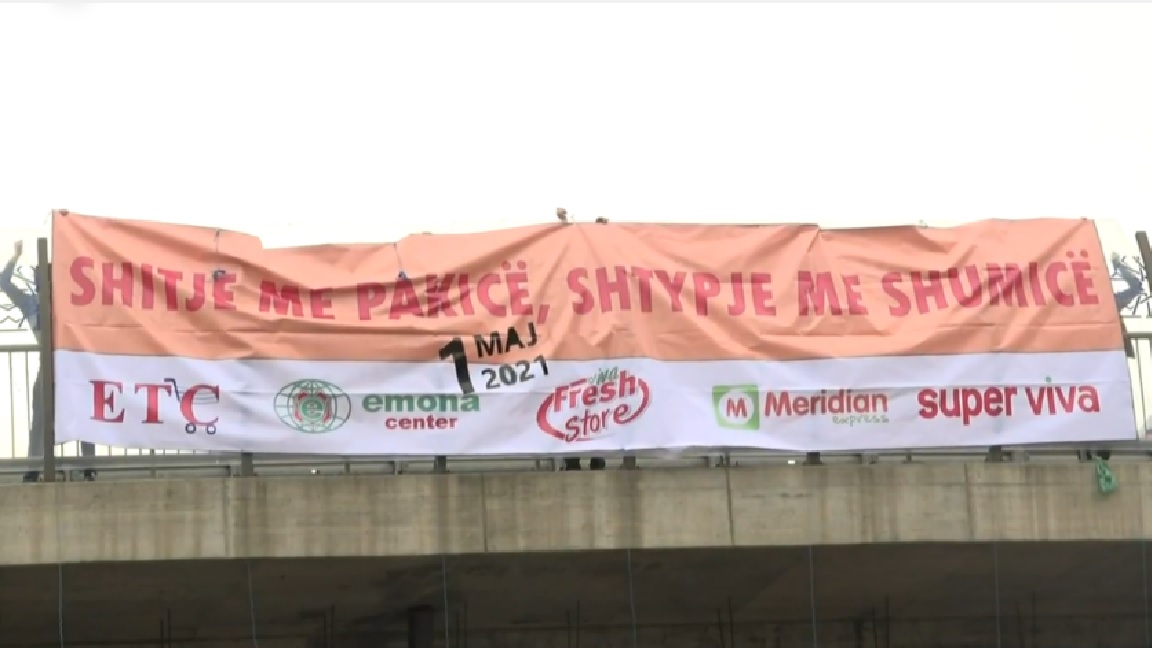 SHITJE ME PAKICË, SHTYPJE ME SHUMICË
1 MAJ
2021
ETC
e
emona
center
viva
Fresh
Store
M Meridian
express
super viva